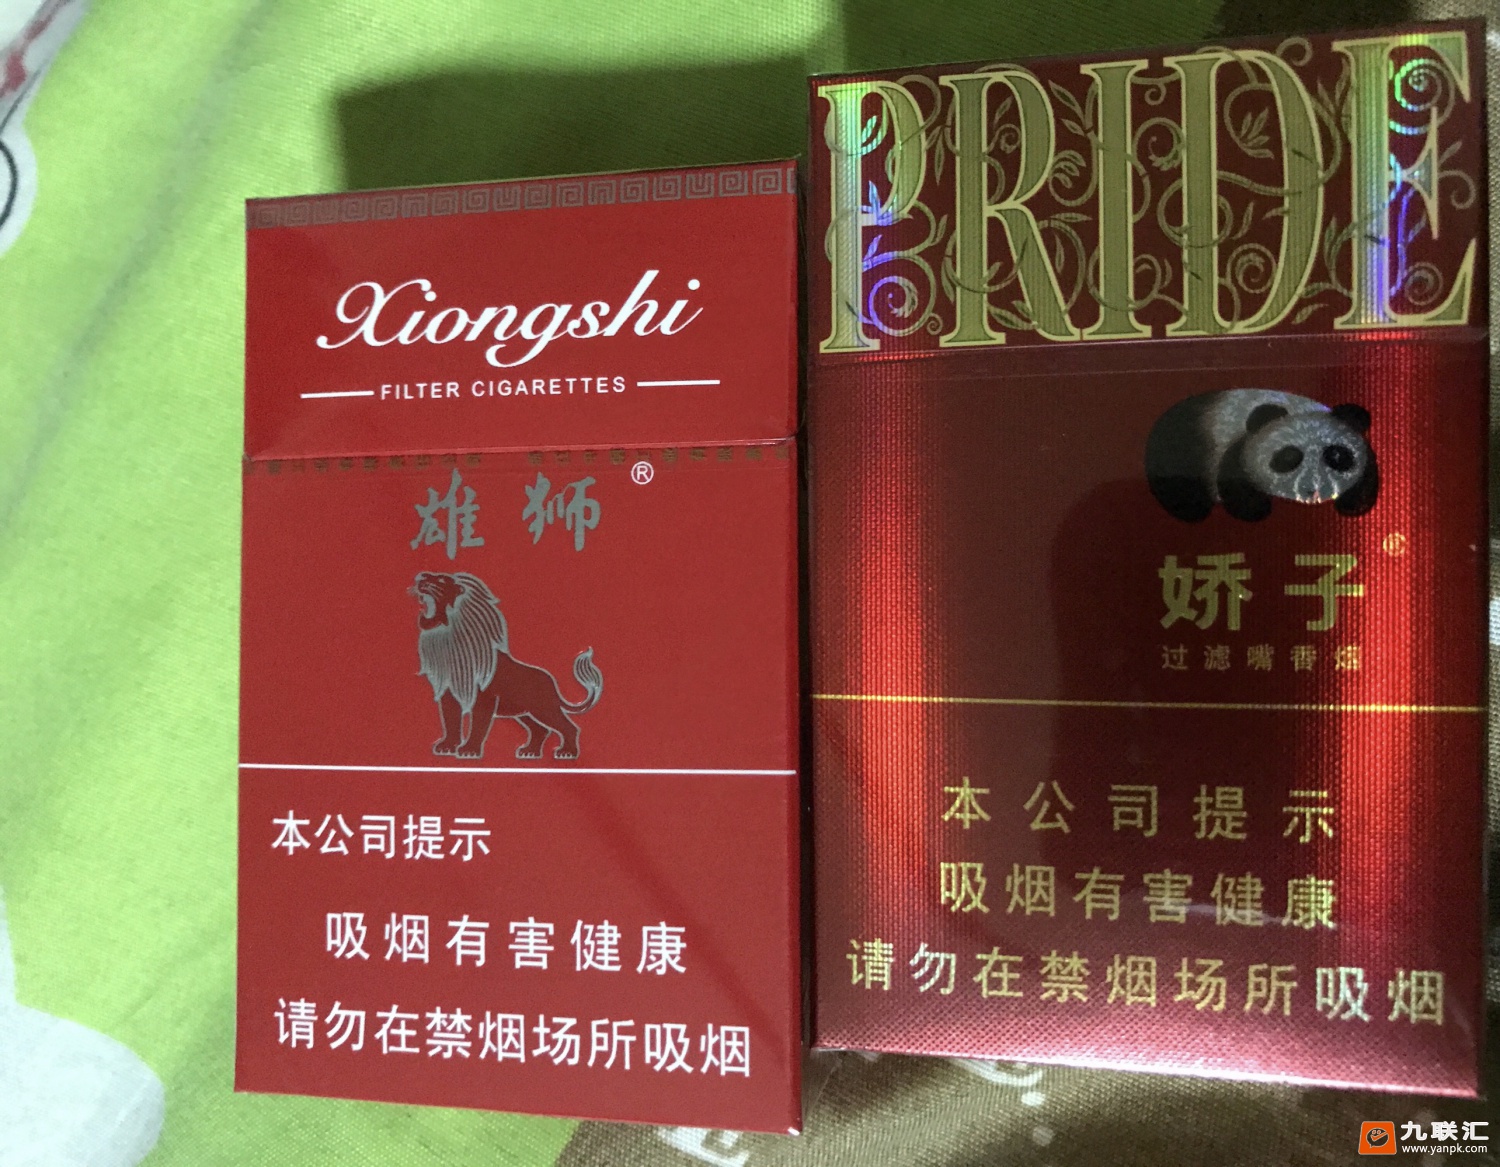 Xiongshi
FILTER CIGARETTES
雄狮®
本公司提示
吸烟有害健康
请勿在禁烟场所吸烟
PRIDE
娇子®
过滤嘴香烟
本公司提示
吸烟有害健康
请勿在禁烟场所吸烟
九联汇
www.yanpk.com